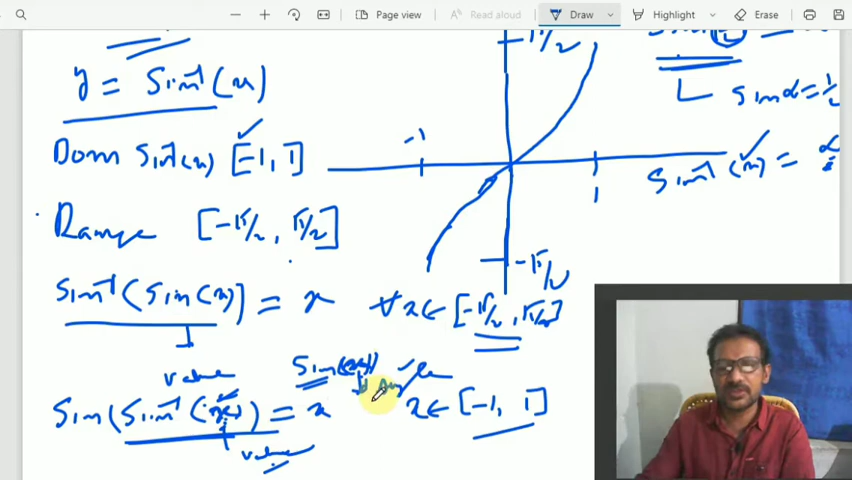 Page view
Read aloud
Draw
Highlight
Erase
π/2
y = Sin⁻¹(x)
sinα = 1/2
Dom Sin⁻¹(x) [-1, 1]
-1
1
Sin⁻¹(x) = α
Range [-π/2, π/2]
-π/2
Sin⁻¹(Sin(x)) = x ∀ x ∈ [-π/2, π/2]
value
Sin(
Sin(Sin⁻¹(x)) = x x ∈ [-1, 1]
value